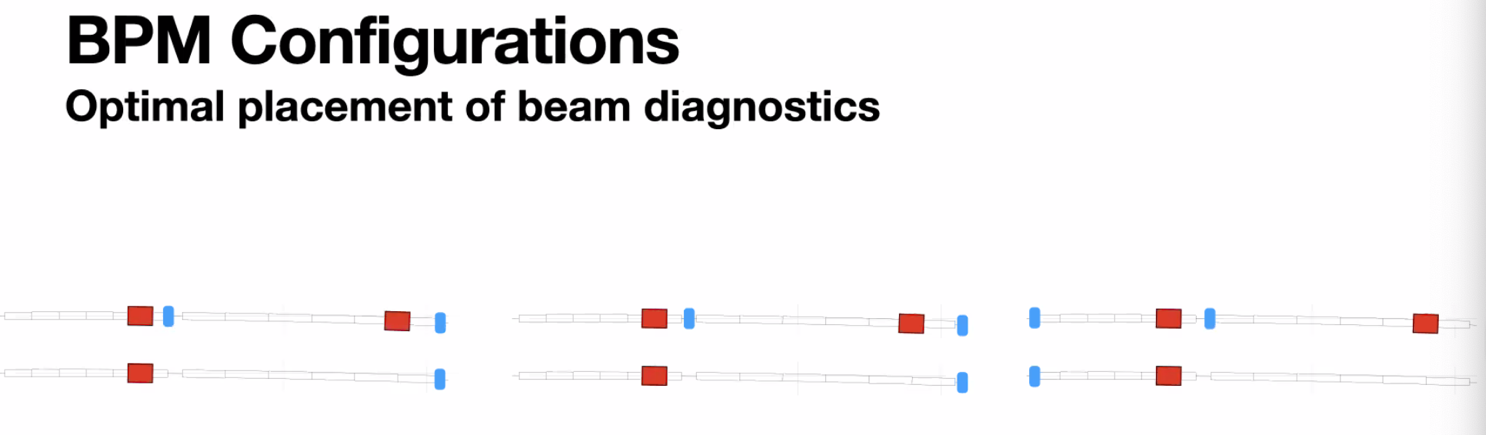 BPM Configurations
Optimal placement of beam diagnostics